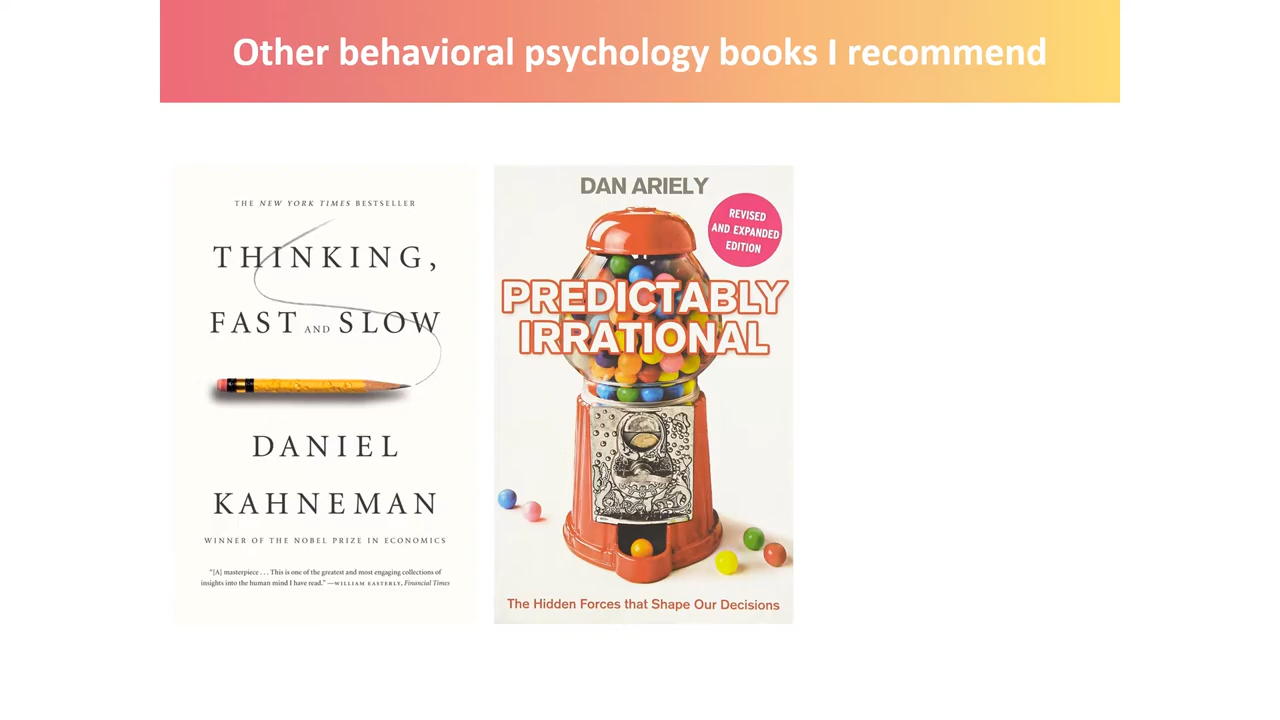 Other behavioral psychology books I recommend
THE NEW YORK TIMES BESTSELLER
THINKING,
FAST AND SLOW
DANIEL
KAHNEMAN
WINNER OF THE NOBEL PRIZE IN ECONOMICS
“[A] masterpiece . . . This is one of the greatest and most engaging collections of
insights into the human mind I have read.” —WILLIAM EASTERLY, Financial Times
DAN ARIELY
REVISED
AND EXPANDED
EDITION
PREDICTABLY
IRRATIONAL
The Hidden Forces that Shape Our Decisions